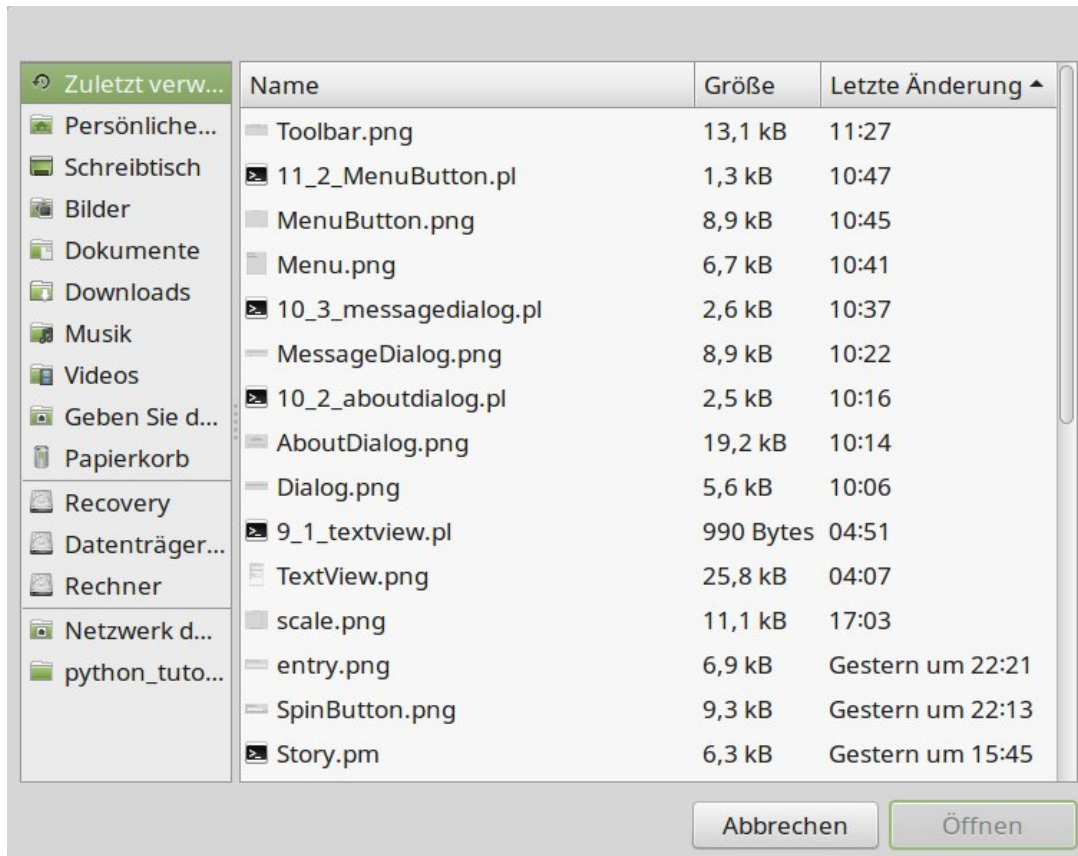 Zuletzt verw...
Persönliche...
Schreibtisch
Bilder
Dokumente
Downloads
Musik
Videos
Geben Sie d...
Papierkorb
Recovery
Datenträger...
Rechner
Netzwerk d...
python_tuto...
Name Größe Letzte Änderung
Toolbar.png 13,1 kB 11:27
11_2_MenuButton.pl 1,3 kB 10:47
MenuButton.png 8,9 kB 10:45
Menu.png 6,7 kB 10:41
10_3_messagedialog.pl 2,6 kB 10:37
MessageDialog.png 8,9 kB 10:22
10_2_aboutdialog.pl 2,5 kB 10:16
AboutDialog.png 19,2 kB 10:14
Dialog.png 5,6 kB 10:06
9_1_textview.pl 990 Bytes 04:51
TextView.png 25,8 kB 04:07
scale.png 11,1 kB 17:03
entry.png 6,9 kB Gestern um 22:21
SpinButton.png 9,3 kB Gestern um 22:13
Story.pm 6,3 kB Gestern um 15:45
Abbrechen Öffnen